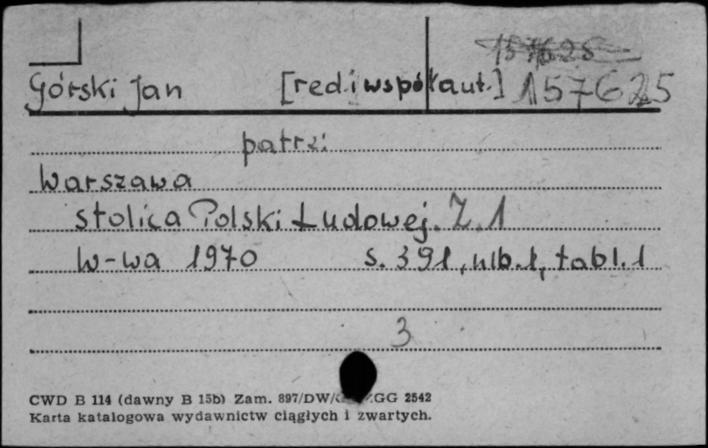 Górski Jan [red.i współaut.] 157625
patrz:
Warszawa
stolica Polski Ludowej. Z. 1
W-wa 1970 s. 391, nlb.1, tabl.1
3
CWD B 114 (dawny B 15b) Zam. 897/DW/ GG 2542
Karta katalogowa wydawnictw ciągłych i zwartych.